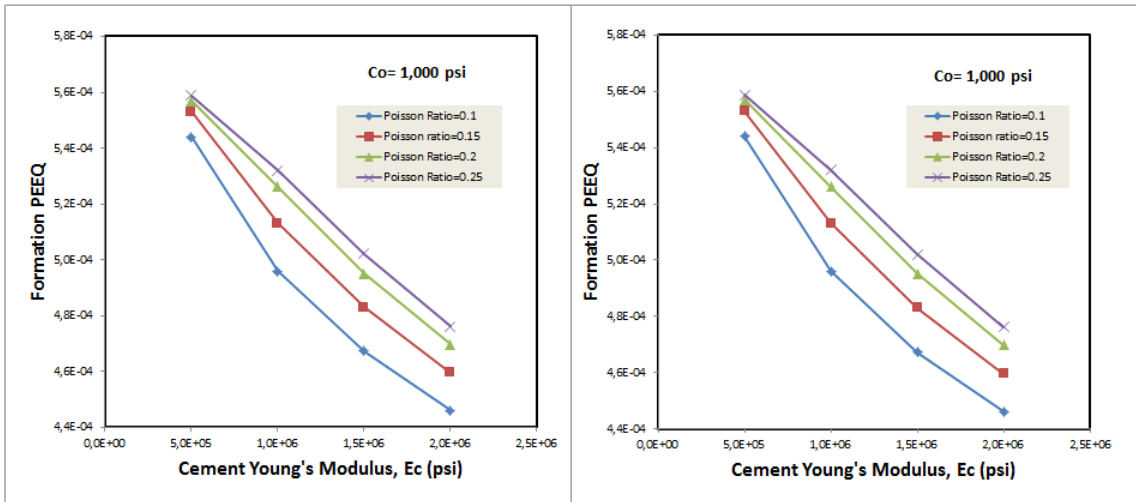 5,8E-04
5,6E-04
5,4E-04
5,2E-04
5,0E-04
4,8E-04
4,6E-04
4,4E-04
Formation PEEQ
Co= 1,000 psi
Poisson Ratio=0.1
Poisson ratio=0.15
Poisson Ratio=0.2
Poisson Ratio=0.25
0,0E+00 5,0E+05 1,0E+06 1,5E+06 2,0E+06 2,5E+06
Cement Young's Modulus, Ec (psi)
5,8E-04
5,6E-04
5,4E-04
5,2E-04
5,0E-04
4,8E-04
4,6E-04
4,4E-04
Formation PEEQ
Co= 1,000 psi
Poisson Ratio=0.1
Poisson ratio=0.15
Poisson Ratio=0.2
Poisson Ratio=0.25
0,0E+00 5,0E+05 1,0E+06 1,5E+06 2,0E+06 2,5E+06
Cement Young's Modulus, Ec (psi)